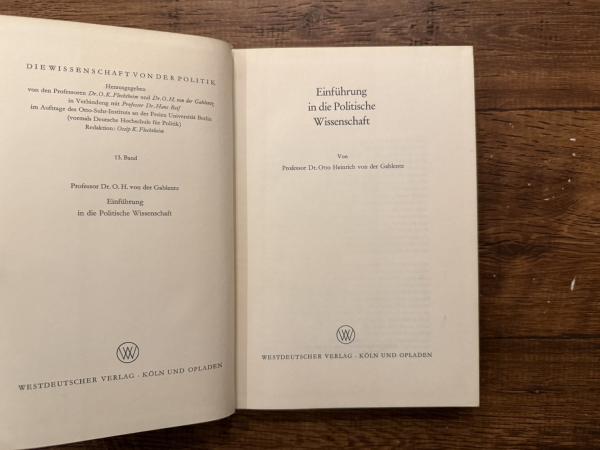 DIE WISSENSCHAFT VON DER POLITIK
Herausgegeben
von den Professoren Dr. O. K. Flechtheim und Dr. O. H. von der Gablentz,
in Verbindung mit Professor Dr. Hans Reif
im Auftrage des Otto-Suhr-Instituts an der Freien Universität Berlin
(vormals Deutsche Hochschule für Politik)
Redaktion: Ossip K. Flechtheim
13. Band
Professor Dr. O. H. von der Gablentz
Einführung
in die Politische Wissenschaft
W
WESTDEUTSCHER VERLAG · KÖLN UND OPLADEN
Einführung
in die Politische
Wissenschaft
Von
Professor Dr. Otto Heinrich von der Gablentz
W
WESTDEUTSCHER VERLAG · KÖLN UND OPLADEN